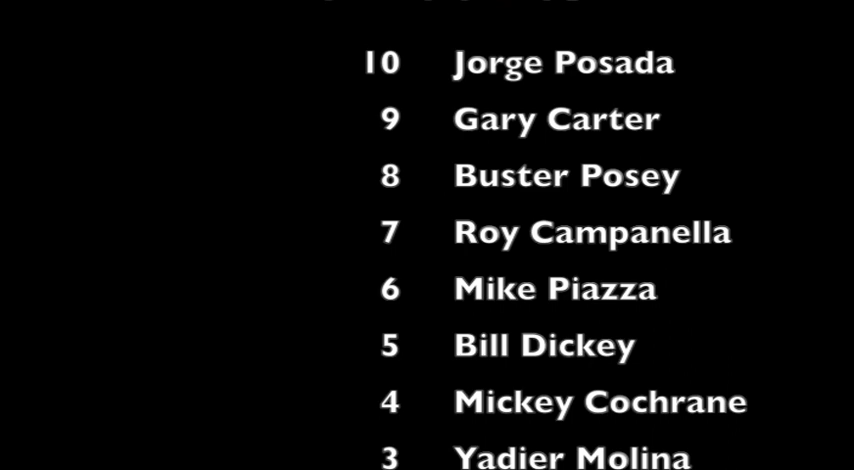 10 Jorge Posada
9 Gary Carter
8 Buster Posey
7 Roy Campanella
6 Mike Piazza
5 Bill Dickey
4 Mickey Cochrane
3 Yadier Molina